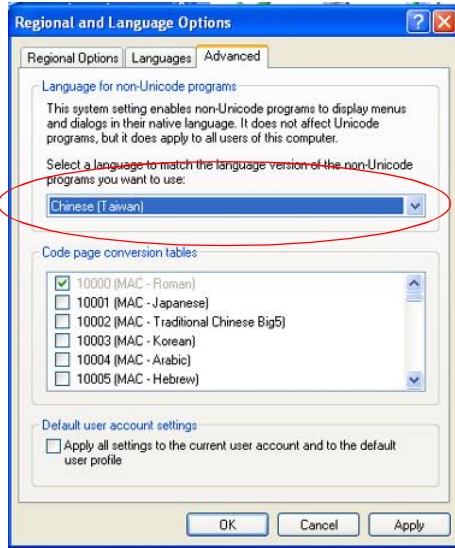 Regional and Language Options
Regional Options Languages Advanced
Language for non-Unicode programs
This system setting enables non-Unicode programs to display menus
and dialogs in their native language. It does not affect Unicode
programs, but it does apply to all users of this computer.
Select a language to match the language version of the non-Unicode
programs you want to use:
Chinese (Taiwan)
Code page conversion tables
10000 (MAC - Roman)
10001 (MAC - Japanese)
10002 (MAC - Traditional Chinese Big5)
10003 (MAC - Korean)
10004 (MAC - Arabic)
10005 (MAC - Hebrew)
Default user account settings
Apply all settings to the current user account and to the default
user profile
OK Cancel Apply